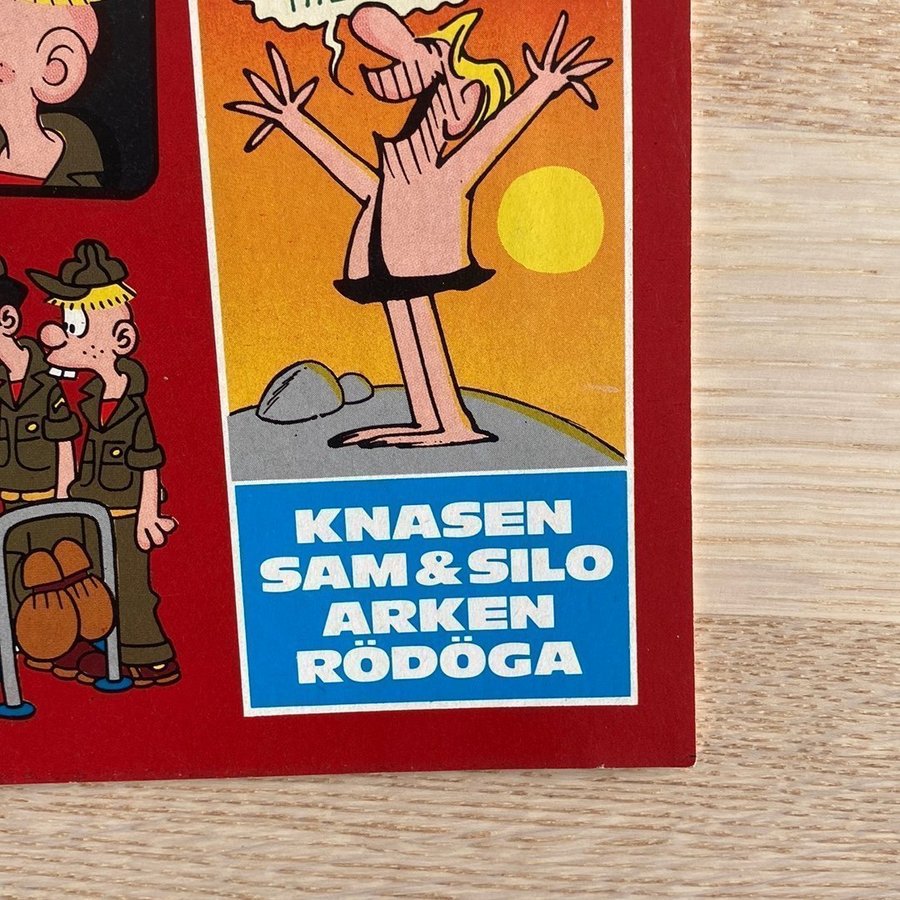 KNASEN
SAM & SILO
ARKEN
RÖDÖGA